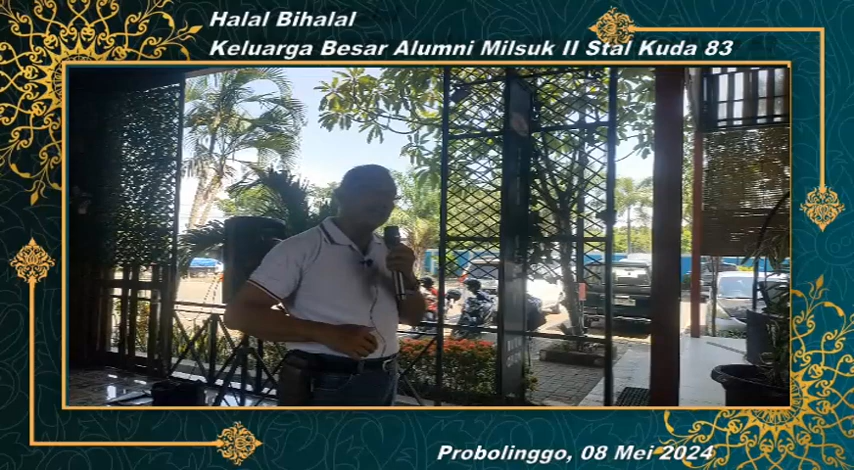 Halal Bihalal
Keluarga Besar Alumni Milsuk II Stal Kuda 83
Probolinggo, 08 Mei 2024